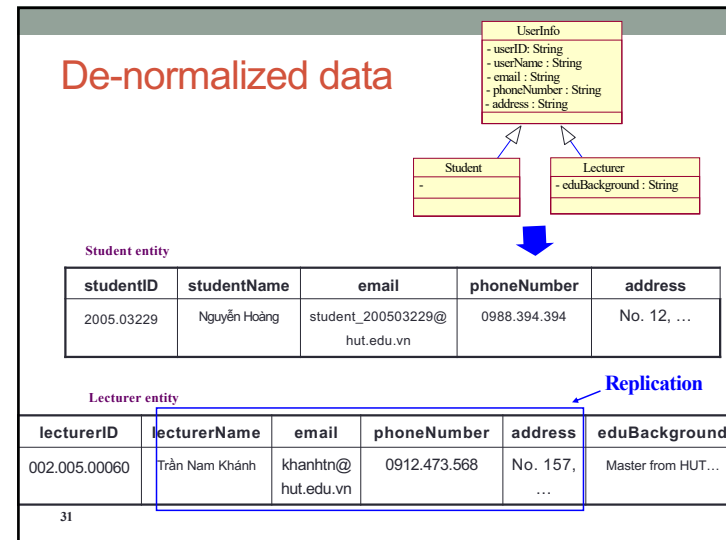 De-normalized data
UserInfo
- userID: String
- userName : String
- email : String
- phoneNumber : String
- address : String
Student
-
Lecturer
- eduBackground : String
Student entity
studentID studentName email phoneNumber address
2005.03229 Nguyễn Hoàng student_200503229@ 0988.394.394 No. 12, …
hut.edu.vn
Replication
Lecturer entity
lecturerID lecturerName email phoneNumber address eduBackground
002.005.00060 Trần Nam Khánh khanhtn@ 0912.473.568 No. 157, Master from HUT…
hut.edu.vn …
31